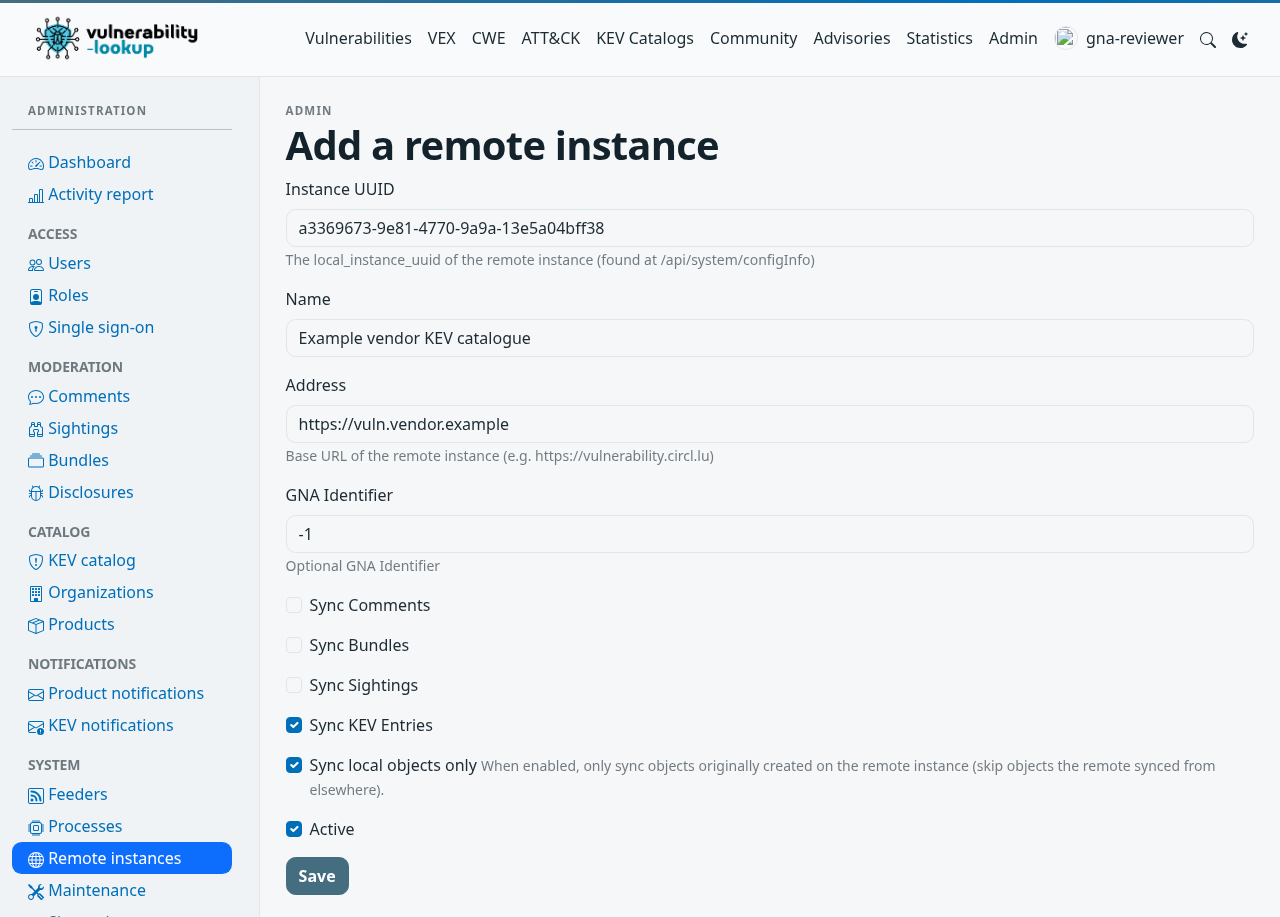 vulnerability
-lookup
Vulnerabilities VEX CWE ATT&CK KEV Catalogs Community Advisories Statistics Admin gna-reviewer
ADMINISTRATION
Dashboard
Activity report
ACCESS
Users
Roles
Single sign-on
MODERATION
Comments
Sightings
Bundles
Disclosures
CATALOG
KEV catalog
Organizations
Products
NOTIFICATIONS
Product notifications
KEV notifications
SYSTEM
Feeders
Processes
Remote instances
Maintenance
ADMIN
Add a remote instance
Instance UUID
a3369673-9e81-4770-9a9a-13e5a04bff38
The local_instance_uuid of the remote instance (found at /api/system/configInfo)
Name
Example vendor KEV catalogue
Address
https://vuln.vendor.example
Base URL of the remote instance (e.g. https://vulnerability.circl.lu)
GNA Identifier
-1
Optional GNA Identifier
Sync Comments
Sync Bundles
Sync Sightings
Sync KEV Entries
Sync local objects only When enabled, only sync objects originally created on the remote instance (skip objects the remote synced from
elsewhere).
Active
Save